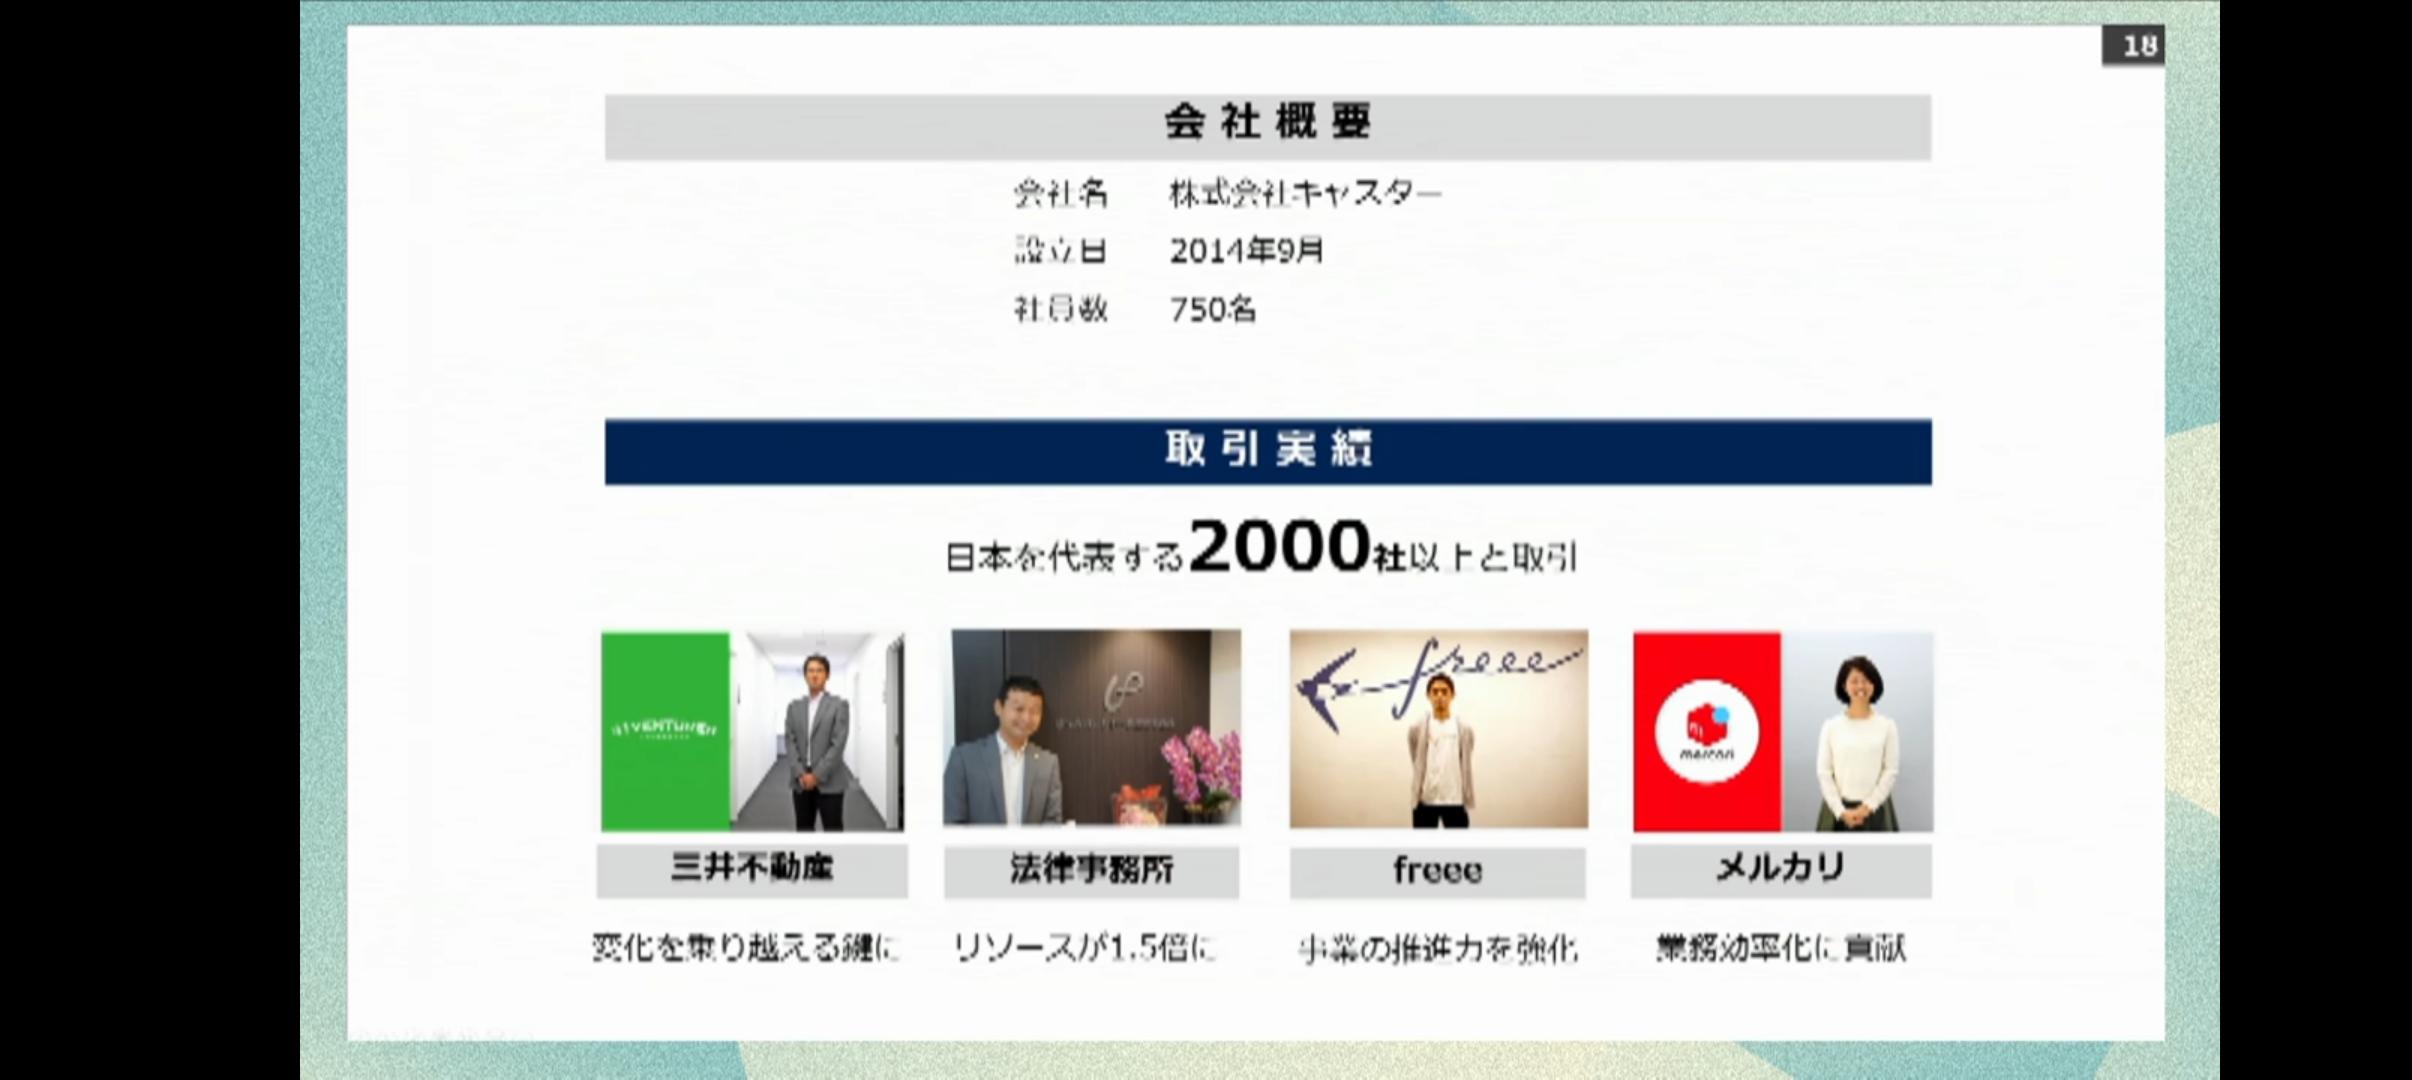 18
会社概要
会社名 株式会社キャスター
設立日 2014年9月
社員数 750名
取引実績
日本を代表する2000社以上と取引
freee
mercari
三井不動産 法律事務所 freee メルカリ
変化を乗り越える鍵に リソースが1.5倍に 事業の推進力を強化 業務効率化に貢献